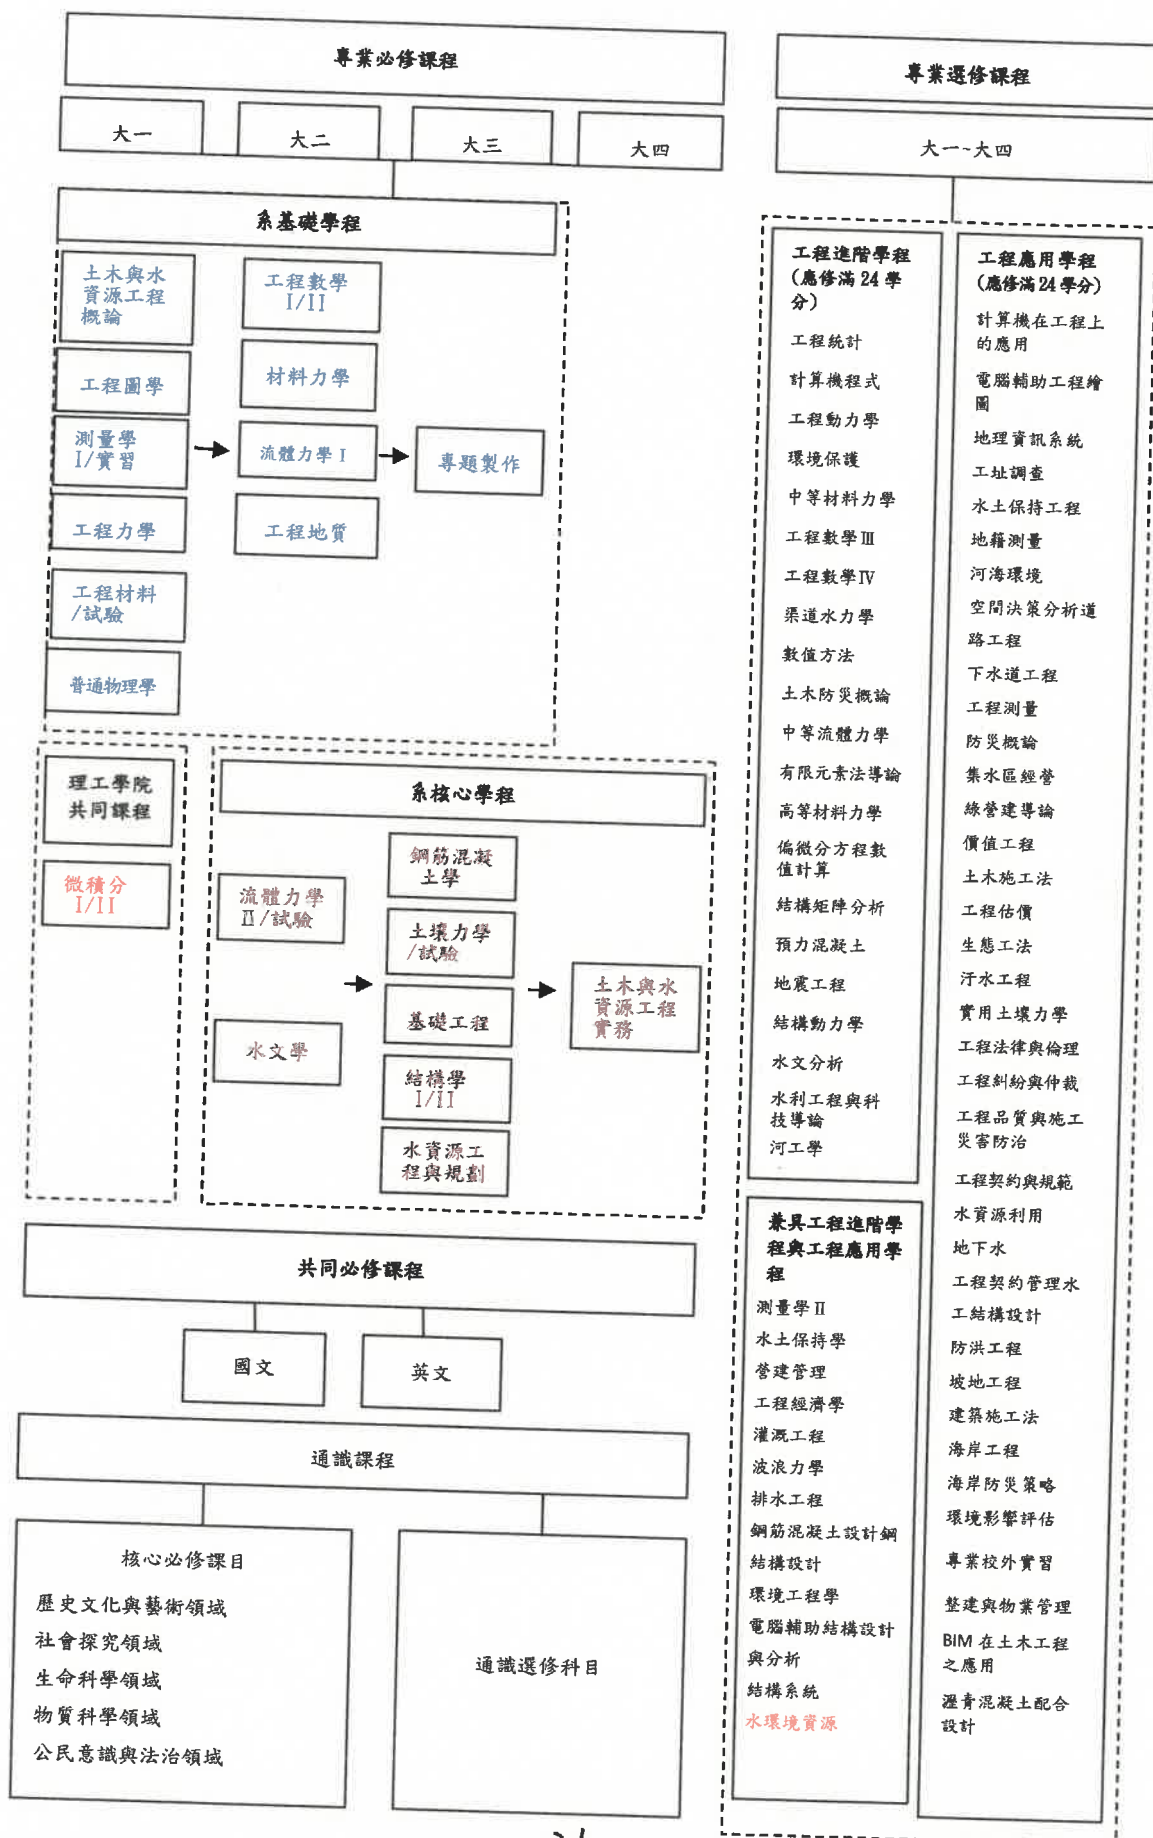 專業必修課程
大一
大二
大三
大四
系基礎學程
土木與水
資源工程
概論
工程圖學
測量學
I/實習
工程力學
工程材料
/試驗
普通物理學
工程數學
I/II
材料力學
流體力學 I
工程地質
專題製作
理工學院
共同課程
微積分
I/II
系核心學程
流體力學
II/試驗
水文學
鋼筋混凝
土學
土壤力學
/試驗
基礎工程
結構學
I/II
水資源工
程與規劃
土木與水
資源工程
實務
共同必修課程
國文
英文
通識課程
核心必修課目
歷史文化與藝術領域
社會探究領域
生命科學領域
物質科學領域
公民意識與法治領域
通識選修科目
專業選修課程
大一~大四
工程進階學程
(應修滿 24 學
分)
工程統計
計算機程式
工程動力學
環境保護
中等材料力學
工程數學III
工程數學IV
渠道水力學
數值方法
土木防災概論
中等流體力學
有限元素法導論
高等材料力學
偏微分方程數
值計算
結構矩陣分析
預力混凝土
地震工程
結構動力學
水文分析
水利工程與科
技導論
河工學
兼具工程進階學
程與工程應用學
程
測量學 II
水土保持學
營建管理
工程經濟學
灌溉工程
波浪力學
排水工程
鋼筋混凝土設計鋼
結構設計
環境工程學
電腦輔助結構設計
與分析
結構系統
水環境資源
工程應用學程
(應修滿 24 學分)
計算機在工程上
的應用
電腦輔助工程繪
圖
地理資訊系統
工址調查
水土保持工程
地籍測量
河海環境
空間決策分析道
路工程
下水道工程
工程測量
防災概論
集水區經營
綠營建導論
價值工程
土木施工法
工程估價
生態工法
汙水工程
實用土壤力學
工程法律與倫理
工程糾紛與仲裁
工程品質與施工
災害防治
工程契約與規範
水資源利用
地下水
工程契約管理水
工結構設計
防洪工程
坡地工程
建築施工法
海岸工程
海岸防災策略
環境影響評估
專業校外實習
整建與物業管理
BIM 在土木工程
之應用
瀝青混凝土配合
設計